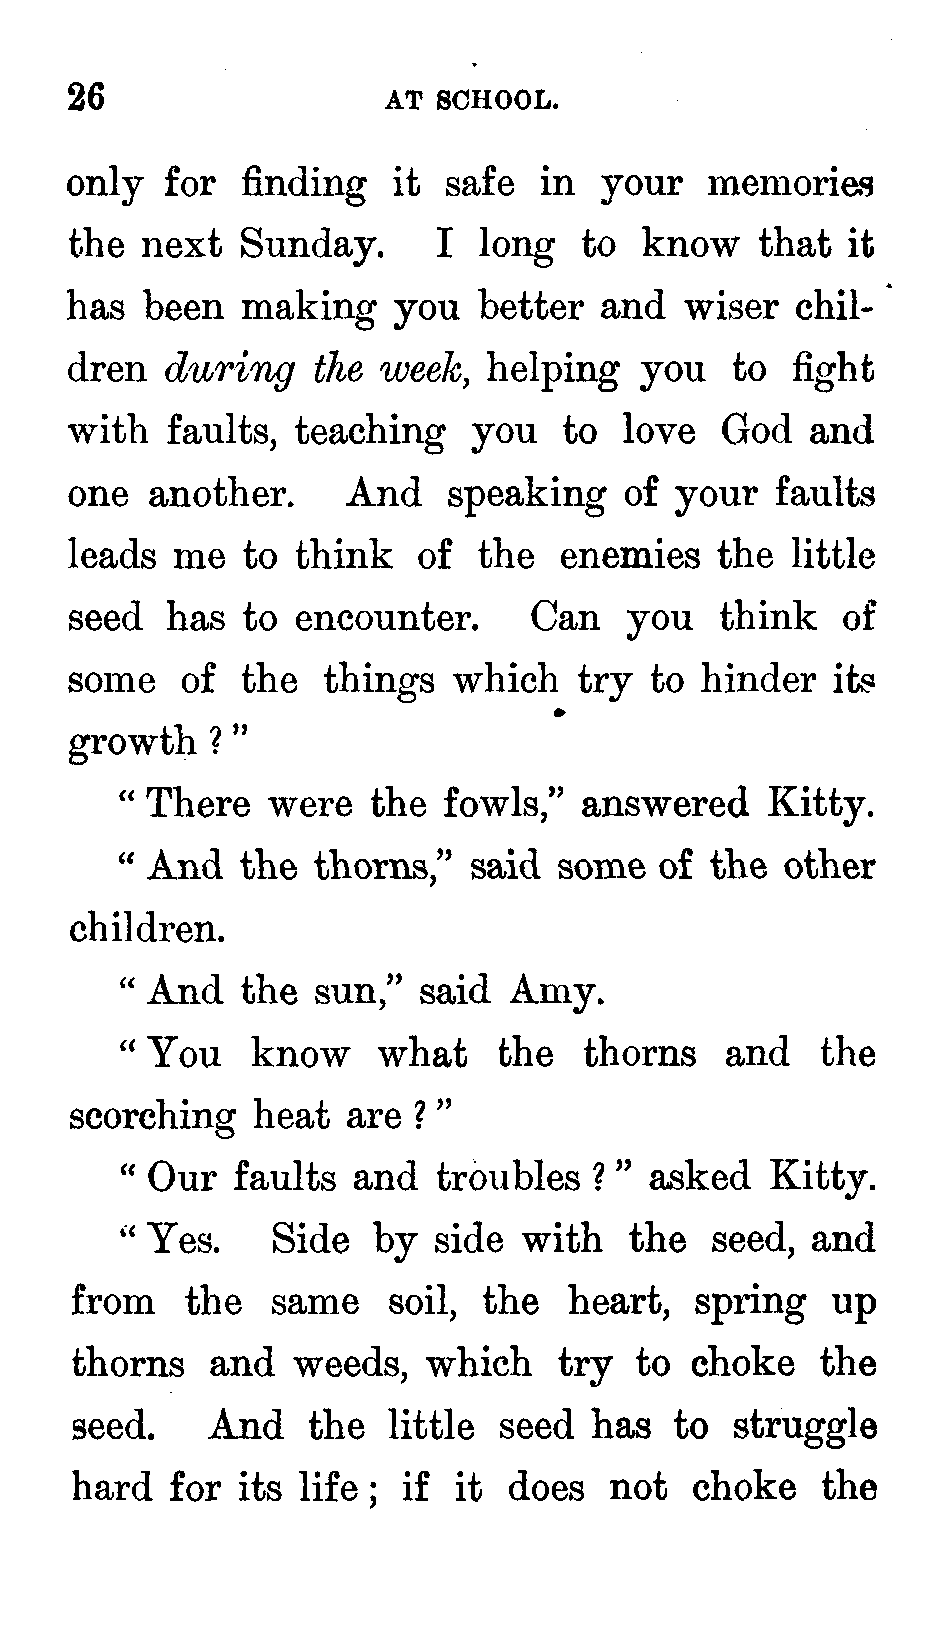 26 AT SCHOOL.
only for finding it safe in your memories
the next Sunday. I long to know that it
has been making you better and wiser chil-
dren during the week, helping you to fight
with faults, teaching you to love God and
one another. And speaking of your faults
leads me to think of the enemies the little
seed has to encounter. Can you think of
some of the things which try to hinder its
growth ? ”
“ There were the fowls,” answered Kitty.
“ And the thorns,” said some of the other
children.
“ And the sun,” said Amy.
“ You know what the thorns and the
scorching heat are ? ”
“ Our faults and troubles ? ” asked Kitty.
“ Yes. Side by side with the seed, and
from the same soil, the heart, spring up
thorns and weeds, which try to choke the
seed. And the little seed has to struggle
hard for its life ; if it does not choke the